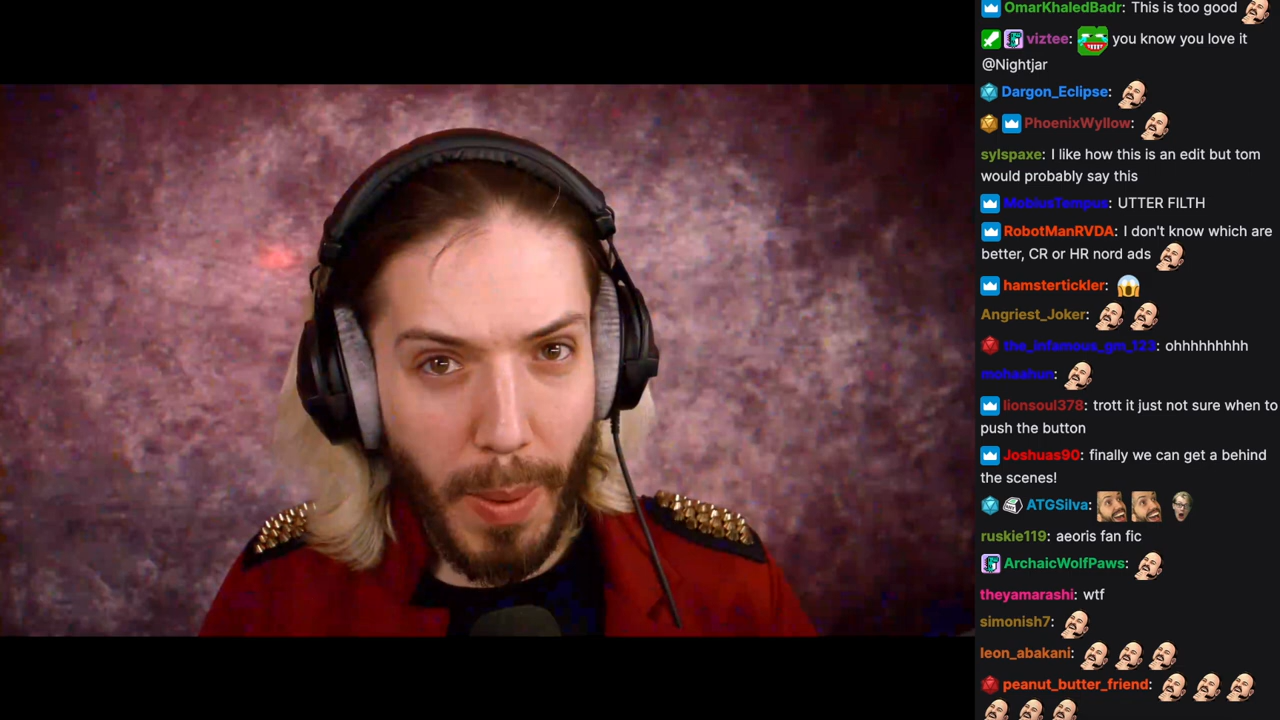 OmarKhaledBadr: This is too good
viztee: you know you love it
@Nightjar
Dargon_Eclipse:
PhoenixWyllow:
sylspaxe: I like how this is an edit but tom
would probably say this
MobiusTempus: UTTER FILTH
RobotManRVDA: I don't know which are
better, CR or HR nord ads
hamstertickler:
Angriest_Joker:
the_infamous_gm_123: ohhhhhhhhh
mohaahun:
lionsoul378: trott it just not sure when to
push the button
Joshuas90: finally we can get a behind
the scenes!
ATGSilva:
ruskie119: aeoris fan fic
ArchaicWolfPaws:
theyamarashi: wtf
simonish7:
leon_abakani:
peanut_butter_friend: